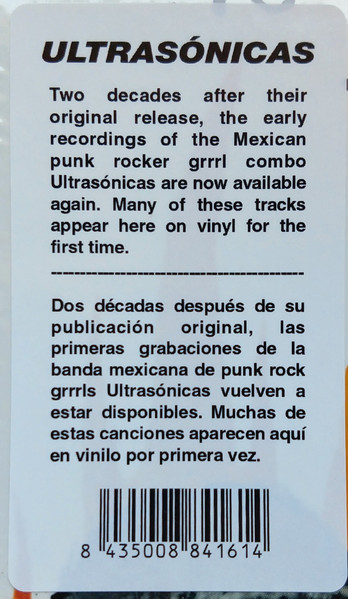 ULTRASÓNICAS
Two decades after their
original release, the early
recordings of the Mexican
punk rocker grrrl combo
Ultrasónicas are now available
again. Many of these tracks
appear here on vinyl for the
first time.
--------------------------------------------
Dos décadas después de su
publicación original, las
primeras grabaciones de la
banda mexicana de punk rock
grrrls Ultrasónicas vuelven a
estar disponibles. Muchas de
estas canciones aparecen aquí
en vinilo por primera vez.
8 435008 841614